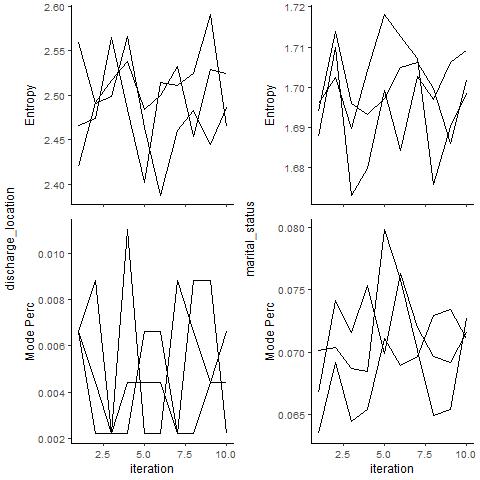 discharge_location
Entropy
2.60
2.55
2.50
2.45
2.40
Mode Perc
0.010
0.008
0.006
0.004
0.002
2.5 5.0 7.5 10.0
iteration
marital_status
Entropy
1.72
1.71
1.70
1.69
1.68
Mode Perc
0.080
0.075
0.070
0.065
2.5 5.0 7.5 10.0
iteration